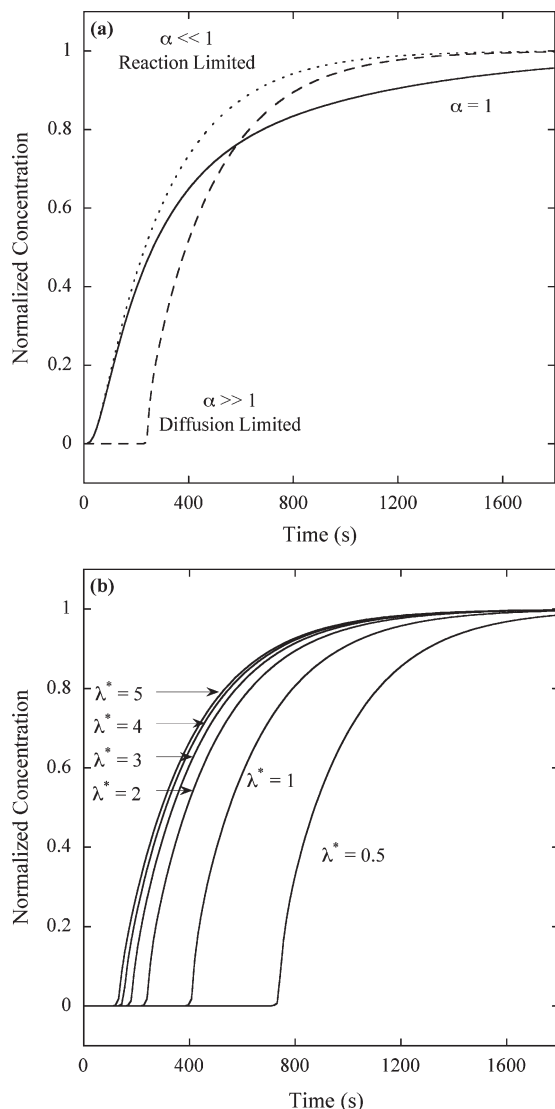 (a)
α << 1
Reaction Limited
α = 1
α >> 1
Diffusion Limited
Normalized Concentration
1
0.8
0.6
0.4
0.2
0
0 400 800 1200 1600
Time (s)
(b)
λ* = 5
λ* = 4
λ* = 3
λ* = 2
λ* = 1
λ* = 0.5
Normalized Concentration
1
0.8
0.6
0.4
0.2
0
0 400 800 1200 1600
Time (s)